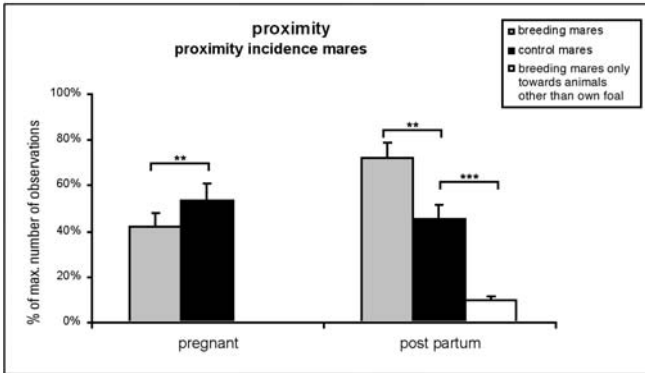 proximity
proximity incidence mares
breeding mares
control mares
breeding mares only
towards animals
other than own foal
% of max. number of observations
100%
80%
60%
40%
20%
0%
**
**
***
pregnant
post partum